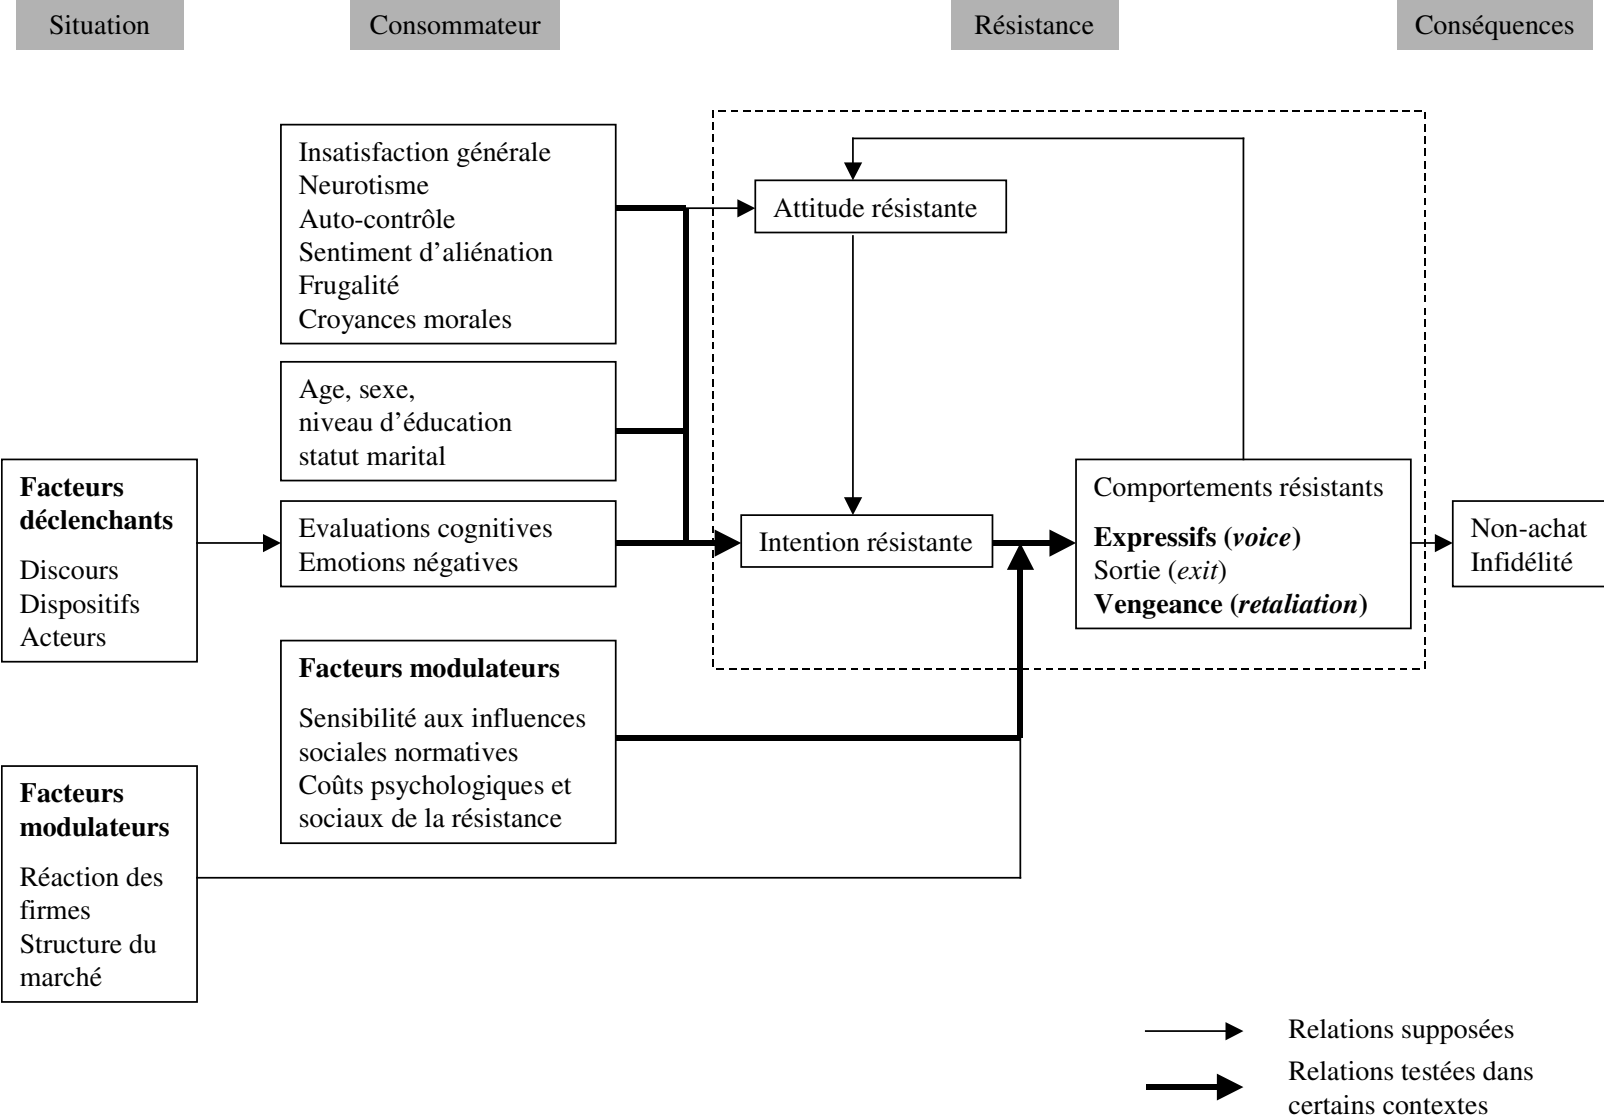 Situation
Consommateur
Résistance
Conséquences
Insatisfaction générale
Neurotisme
Auto-contrôle
Sentiment d’aliénation
Frugalité
Croyances morales
Attitude résistante
Age, sexe,
niveau d’éducation
statut marital
Facteurs
déclenchants
Discours
Dispositifs
Acteurs
Evaluations cognitives
Emotions négatives
Intention résistante
Comportements résistants
Expressifs (voice)
Sortie (exit)
Vengeance (retaliation)
Non-achat
Infidélité
Facteurs modulateurs
Sensibilité aux influences
sociales normatives
Coûts psychologiques et
sociaux de la résistance
Facteurs
modulateurs
Réaction des
firmes
Structure du
marché
Relations supposées
Relations testées dans
certains contextes